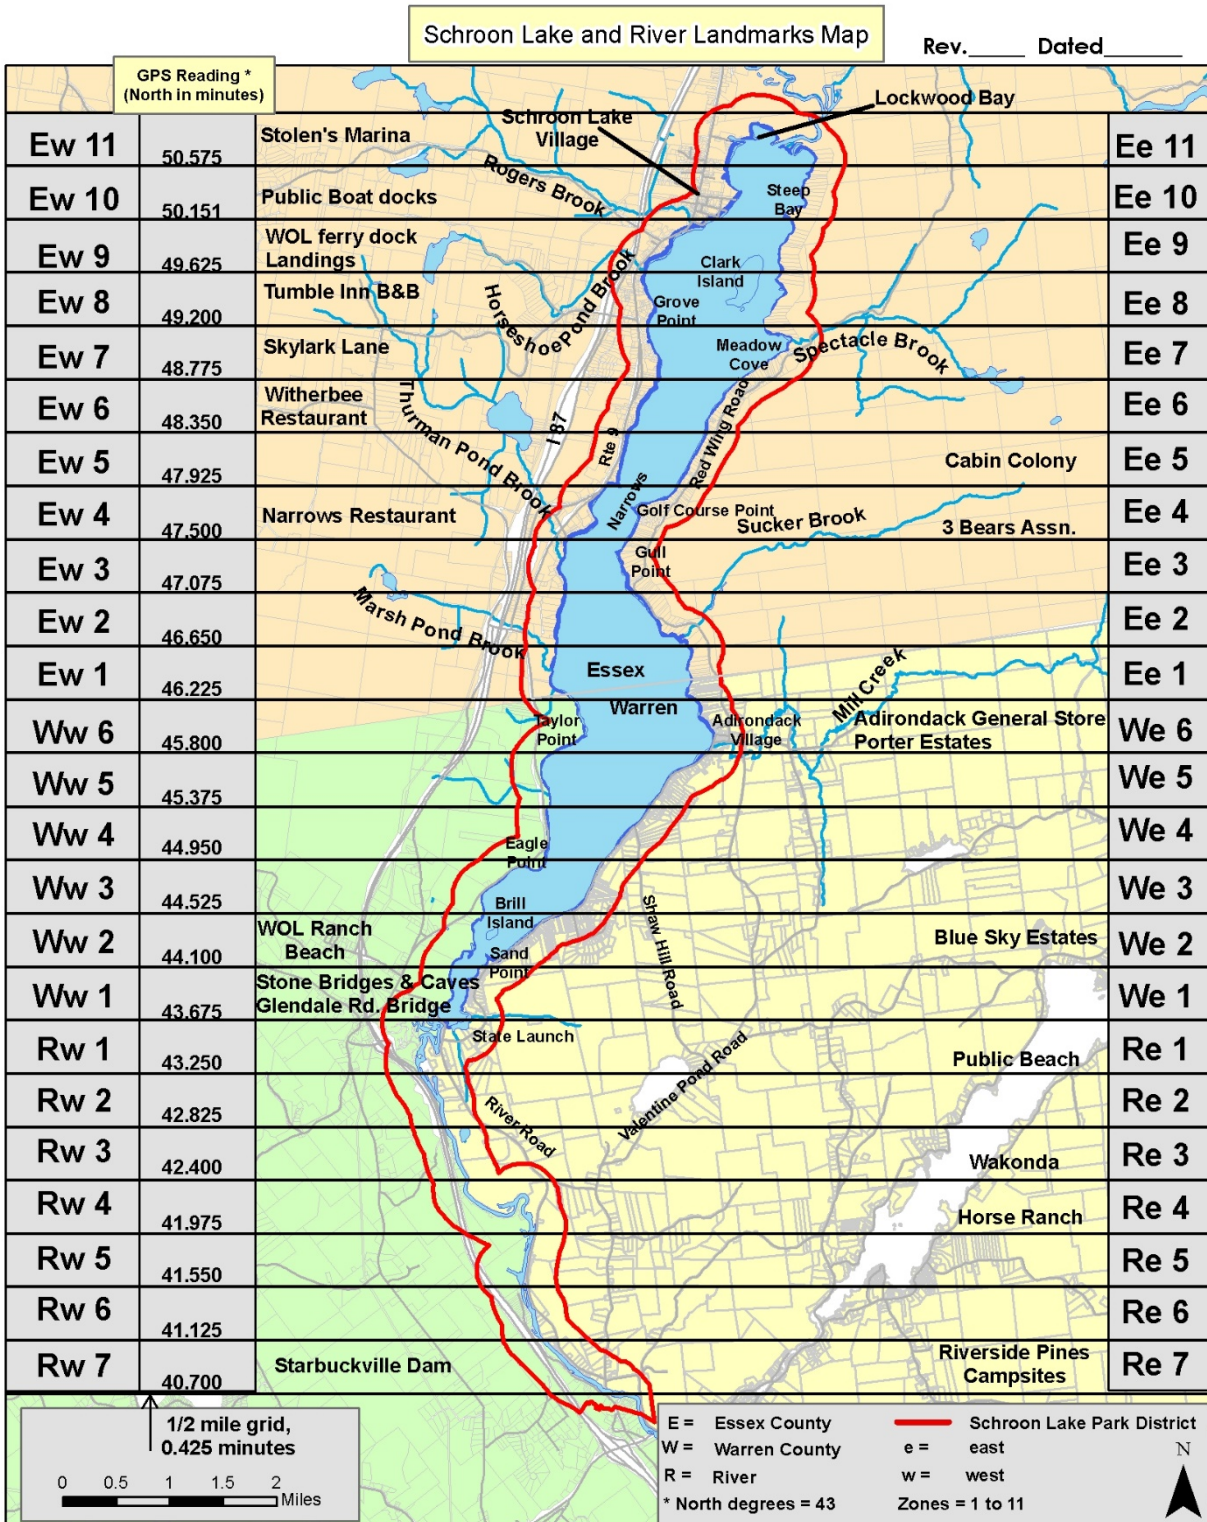 Schroon Lake and River Landmarks Map
Rev._____ Dated_______
GPS Reading *
(North in minutes)
Lockwood Bay
Schroon Lake
Village
Ew 11
50.575
Stolen's Marina
Ee 11
Rogers Brook
Ew 10
50.151
Public Boat docks
Steep
Bay
Ee 10
Ew 9
49.625
WOL ferry dock
Landings
Clark
Island
Ee 9
Ew 8
49.200
Tumble Inn B&B
Horseshoe Pond Brook
Grove
Point
Ee 8
Ew 7
48.775
Skylark Lane
Meadow
Cove
Spectacle Brook
Ee 7
Ew 6
48.350
Witherbee
Restaurant
Thurman Pond Brook
I 87
Rte 9
Red Wing Road
Ee 6
Ew 5
47.925
Narrows
Cabin Colony
Ee 5
Ew 4
47.500
Narrows Restaurant
Golf Course Point
Sucker Brook
3 Bears Assn.
Ee 4
Ew 3
47.075
Gull
Point
Ee 3
Ew 2
46.650
Marsh Pond Brook
Ee 2
Ew 1
46.225
Essex
Mill Creek
Ee 1
Warren
Ww 6
45.800
Taylor
Point
Adirondack
Village
Adirondack General Store
Porter Estates
We 6
Ww 5
45.375
We 5
Ww 4
44.950
Eagle
Point
We 4
Ww 3
44.525
Brill
Island
Shaw Hill Road
We 3
Ww 2
44.100
WOL Ranch
Beach
Sand
Point
Blue Sky Estates
We 2
Ww 1
43.675
Stone Bridges & Caves
Glendale Rd. Bridge
We 1
Rw 1
43.250
State Launch
Public Beach
Re 1
Rw 2
42.825
Valentine Pond Road
Re 2
Rw 3
42.400
River Road
Wakonda
Re 3
Rw 4
41.975
Horse Ranch
Re 4
Rw 5
41.550
Re 5
Rw 6
41.125
Re 6
Rw 7
40.700
Starbuckville Dam
Riverside Pines
Campsites
Re 7
1/2 mile grid,
0.425 minutes
0 0.5 1 1.5 2
Miles
E = Essex County
Schroon Lake Park District
W = Warren County
e = east
R = River
w = west
* North degrees = 43
Zones = 1 to 11
N